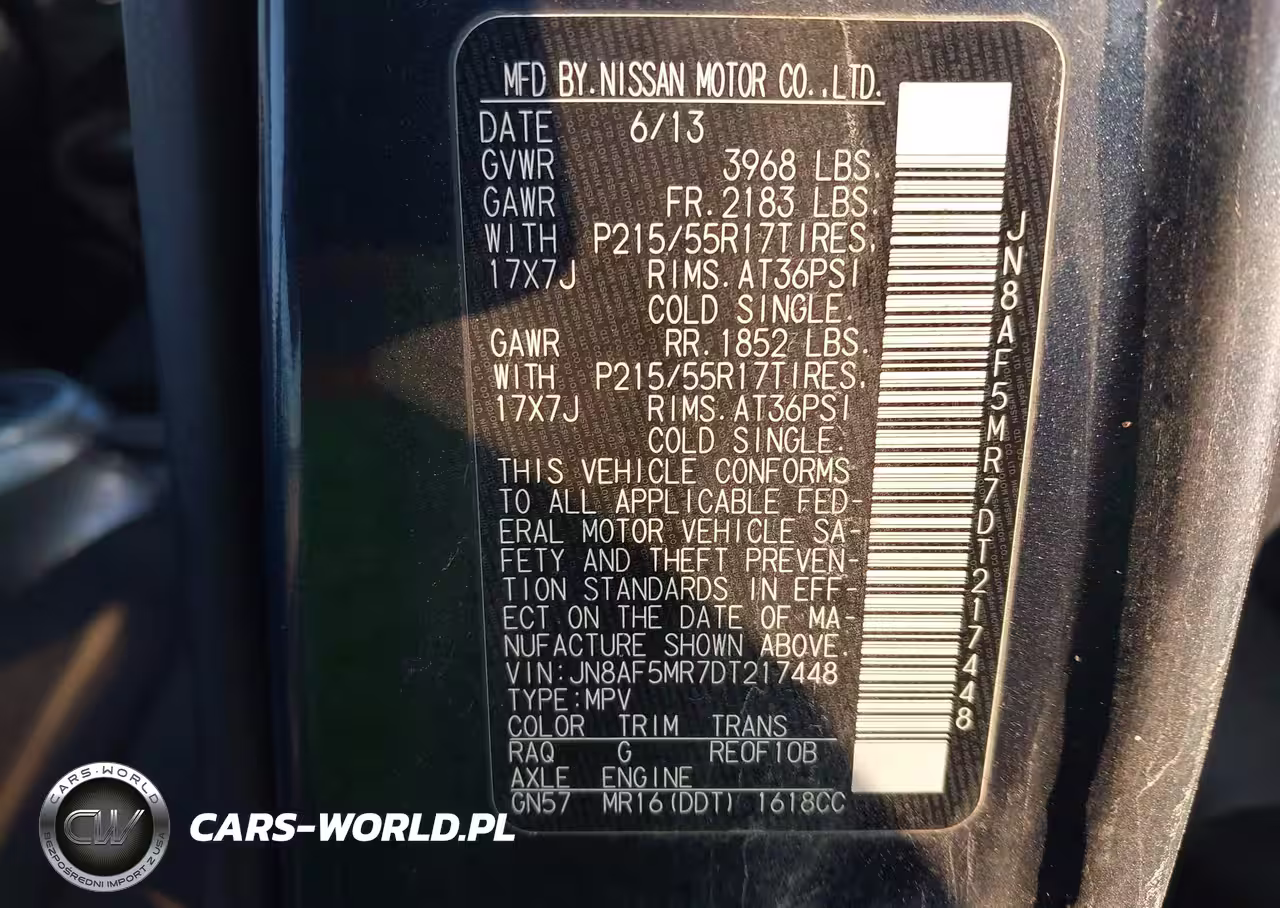 MFD BY.NISSAN MOTOR CO.,LTD.
DATE 6/13
GVWR 3968 LBS.
GAWR FR.2183 LBS.
WITH P215/55R17TIRES.
17X7J RIMS.AT36PSI
COLD SINGLE.
GAWR RR.1852 LBS.
WITH P215/55R17TIRES.
17X7J RIMS.AT36PSI
COLD SINGLE.
THIS VEHICLE CONFORMS
TO ALL APPLICABLE FED-
ERAL MOTOR VEHICLE SA-
FETY AND THEFT PREVEN-
TION STANDARDS IN EFF-
ECT ON THE DATE OF MA-
NUFACTURE SHOWN ABOVE.
VIN:JN8AF5MR7DT217448
TYPE:MPV
COLOR TRIM TRANS
RAQ G RE0F10B
AXLE ENGINE
GN57 MR16(DDT) 1618CC
JN8AF5MR7DT217448
CARS-WORLD
CW
BEZPOŚREDNI IMPORT Z USA
CARS-WORLD.PL